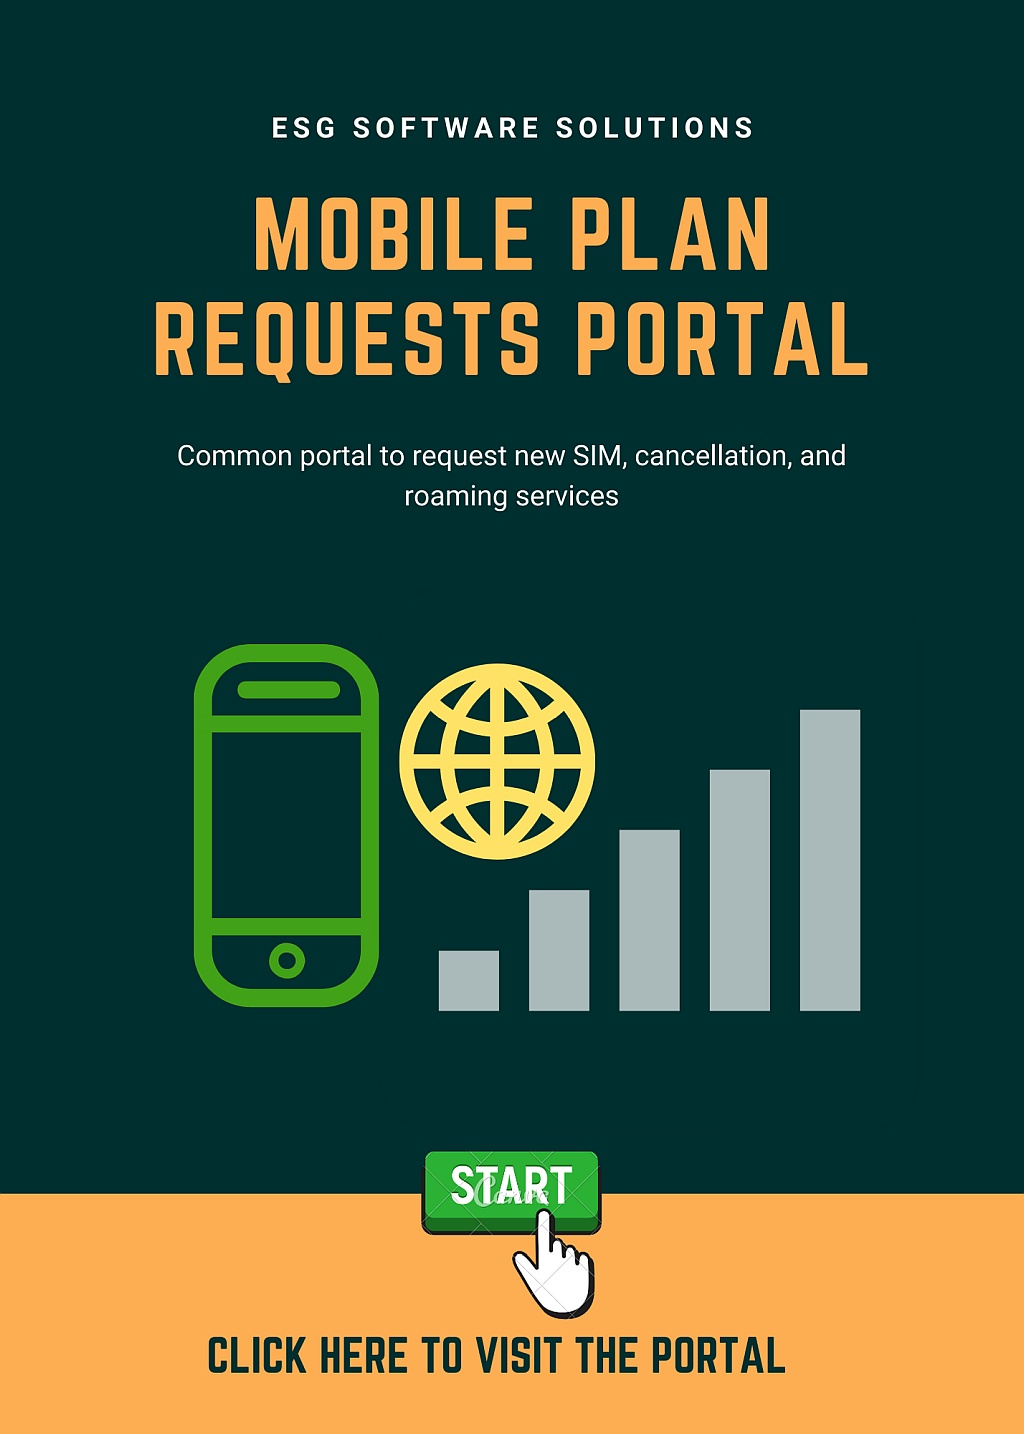 ESG SOFTWARE SOLUTIONS
MOBILE PLAN
REQUESTS PORTAL
Common portal to request new SIM, cancellation, and
roaming services
START
Canva
CLICK HERE TO VISIT THE PORTAL